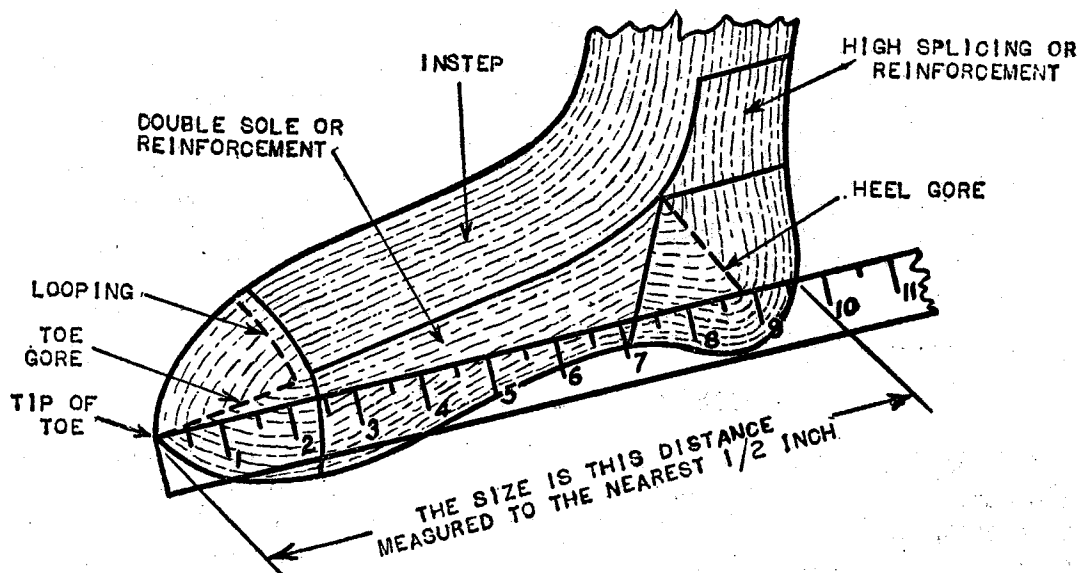 INSTEP
HIGH SPLICING OR
REINFORCEMENT
DOUBLE SOLE OR
REINFORCEMENT
HEEL GORE
LOOPING
TOE
GORE
TIP OF
TOE
1 2 3 4 5 6 7 8 9 10 11
THE SIZE IS THIS DISTANCE
MEASURED TO THE NEAREST 1/2 INCH